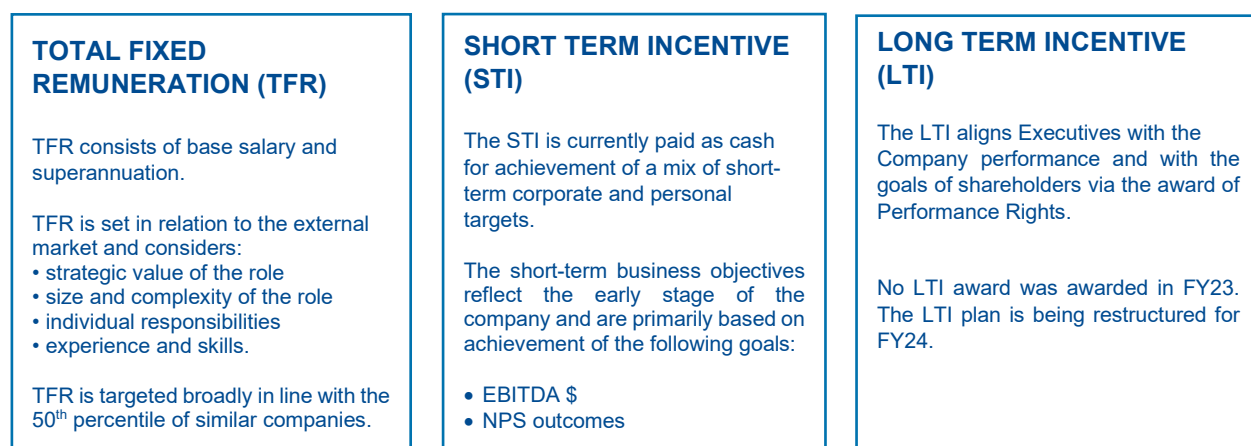 TOTAL FIXED
REMUNERATION (TFR)
TFR consists of base salary and
superannuation.
TFR is set in relation to the external
market and considers:
• strategic value of the role
• size and complexity of the role
• individual responsibilities
• experience and skills.
TFR is targeted broadly in line with the
50th percentile of similar companies.
SHORT TERM INCENTIVE
(STI)
The STI is currently paid as cash
for achievement of a mix of short-
term corporate and personal
targets.
The short-term business objectives
reflect the early stage of the
company and are primarily based on
achievement of the following goals:
• EBITDA $
• NPS outcomes
LONG TERM INCENTIVE
(LTI)
The LTI aligns Executives with the
Company performance and with the
goals of shareholders via the award of
Performance Rights.
No LTI award was awarded in FY23.
The LTI plan is being restructured for
FY24.